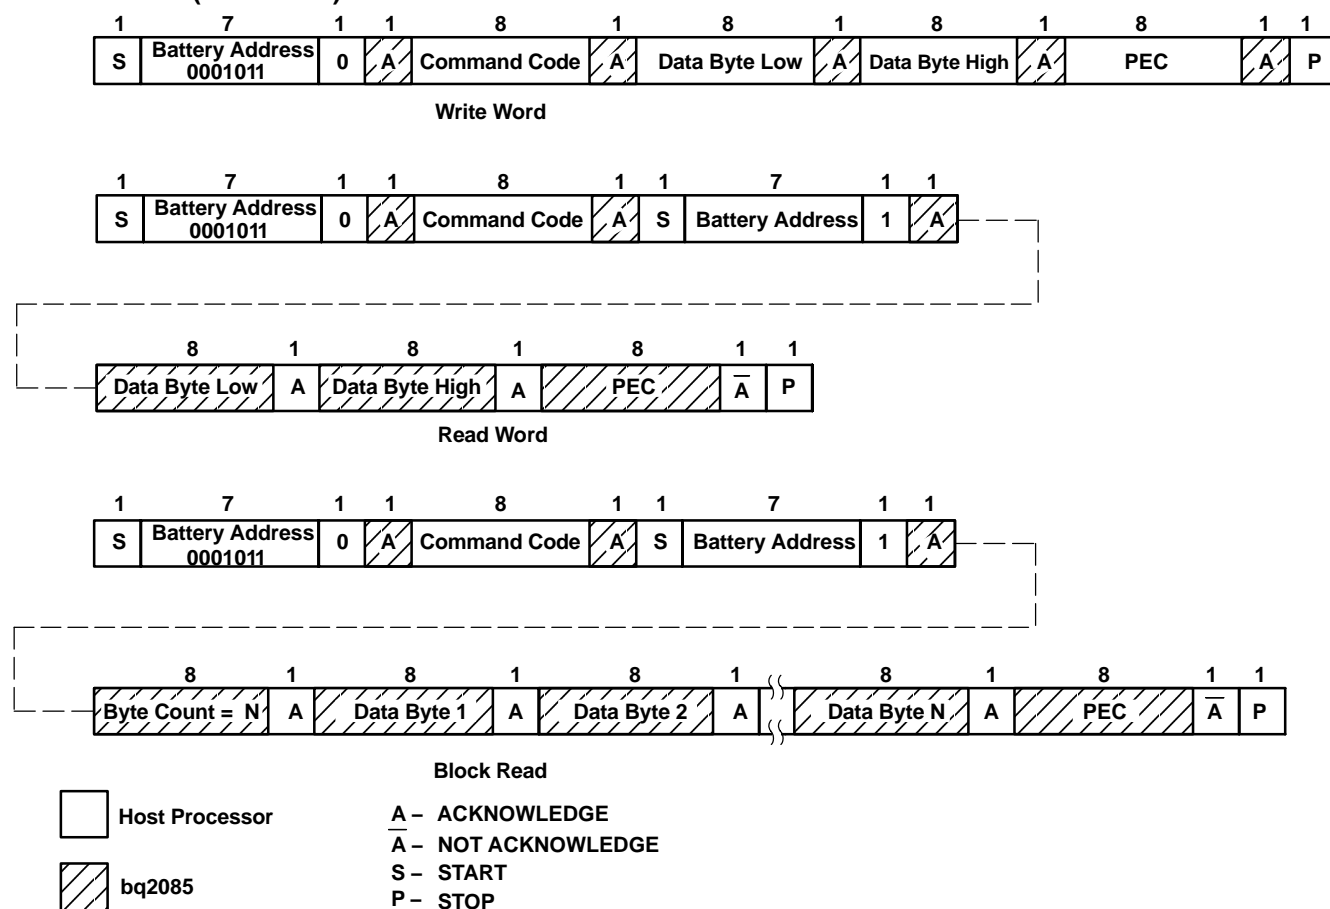 1 7 1 1 8 1 8 1 8 1 8 1 1
S Battery Address 0001011 0 A Command Code A Data Byte Low A Data Byte High A PEC A P
Write Word
1 7 1 1 8 1 1 7 1 1
S Battery Address 0001011 0 A Command Code A S Battery Address 1 A
8 1 8 1 8 1 1
Data Byte Low A Data Byte High A PEC A̅ P
Read Word
1 7 1 1 8 1 1 7 1 1
S Battery Address 0001011 0 A Command Code A S Battery Address 1 A
8 1 8 1 8 1 8 1 8 1 1
Byte Count = N A Data Byte 1 A Data Byte 2 A Data Byte N A PEC A̅ P
Block Read
Host Processor
bq2085
A – ACKNOWLEDGE
A̅ – NOT ACKNOWLEDGE
S – START
P – STOP